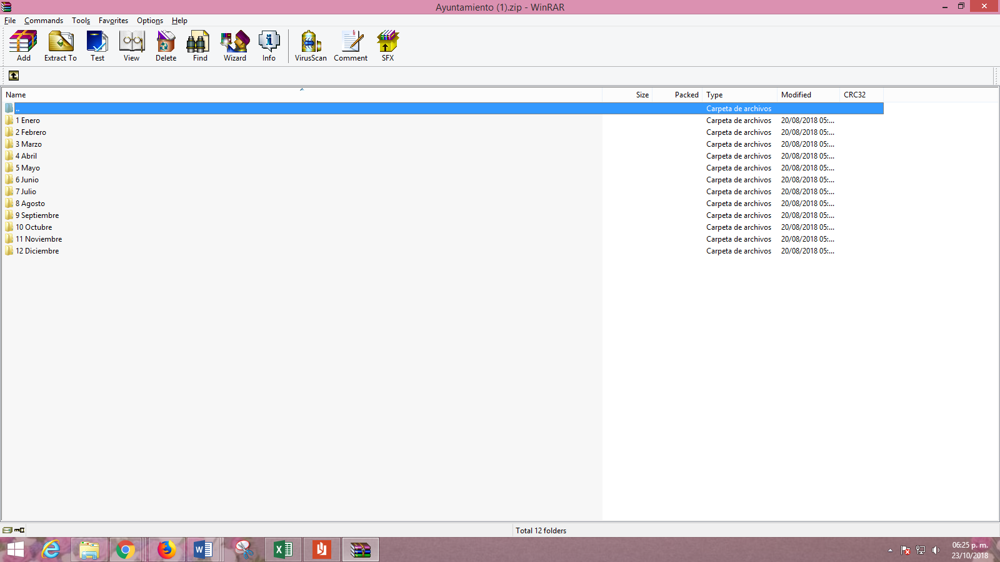 Ayuntamiento (1).zip - WinRAR
File Commands Tools Favorites Options Help
Add Extract To Test View Delete Find Wizard Info VirusScan Comment SFX
Name Size Packed Type Modified CRC32
.. Carpeta de archivos
1 Enero Carpeta de archivos 20/08/2018 05:...
2 Febrero Carpeta de archivos 20/08/2018 05:...
3 Marzo Carpeta de archivos 20/08/2018 05:...
4 Abril Carpeta de archivos 20/08/2018 05:...
5 Mayo Carpeta de archivos 20/08/2018 05:...
6 Junio Carpeta de archivos 20/08/2018 05:...
7 Julio Carpeta de archivos 20/08/2018 05:...
8 Agosto Carpeta de archivos 20/08/2018 05:...
9 Septiembre Carpeta de archivos 20/08/2018 05:...
10 Octubre Carpeta de archivos 20/08/2018 05:...
11 Noviembre Carpeta de archivos 20/08/2018 05:...
12 Diciembre Carpeta de archivos 20/08/2018 05:...
Total 12 folders
06:25 p. m.
23/10/2018